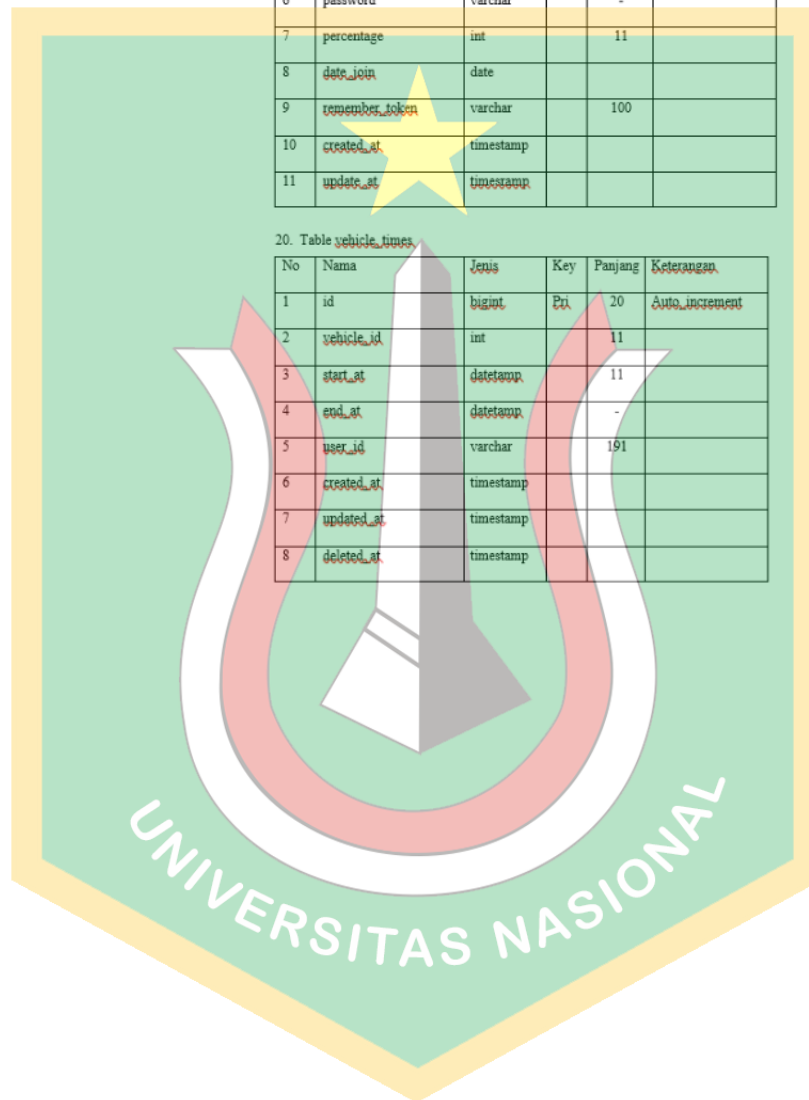 6 password varchar -
7 percentage int 11
8 date_join date
9 remember_token varchar 100
10 created_at timestamp
11 update_at timesramp
20. Table vehicle_times
No Nama Jenis Key Panjang Keterangan
1 id bigint Pri 20 Auto_increment
2 vehicle_id int 11
3 start_at datetamp 11
4 end_at datetamp -
5 user_id varchar 191
6 created_at timestamp
7 updated_at timestamp
8 deleted_at timestamp
UNIVERSITAS NASIONAL